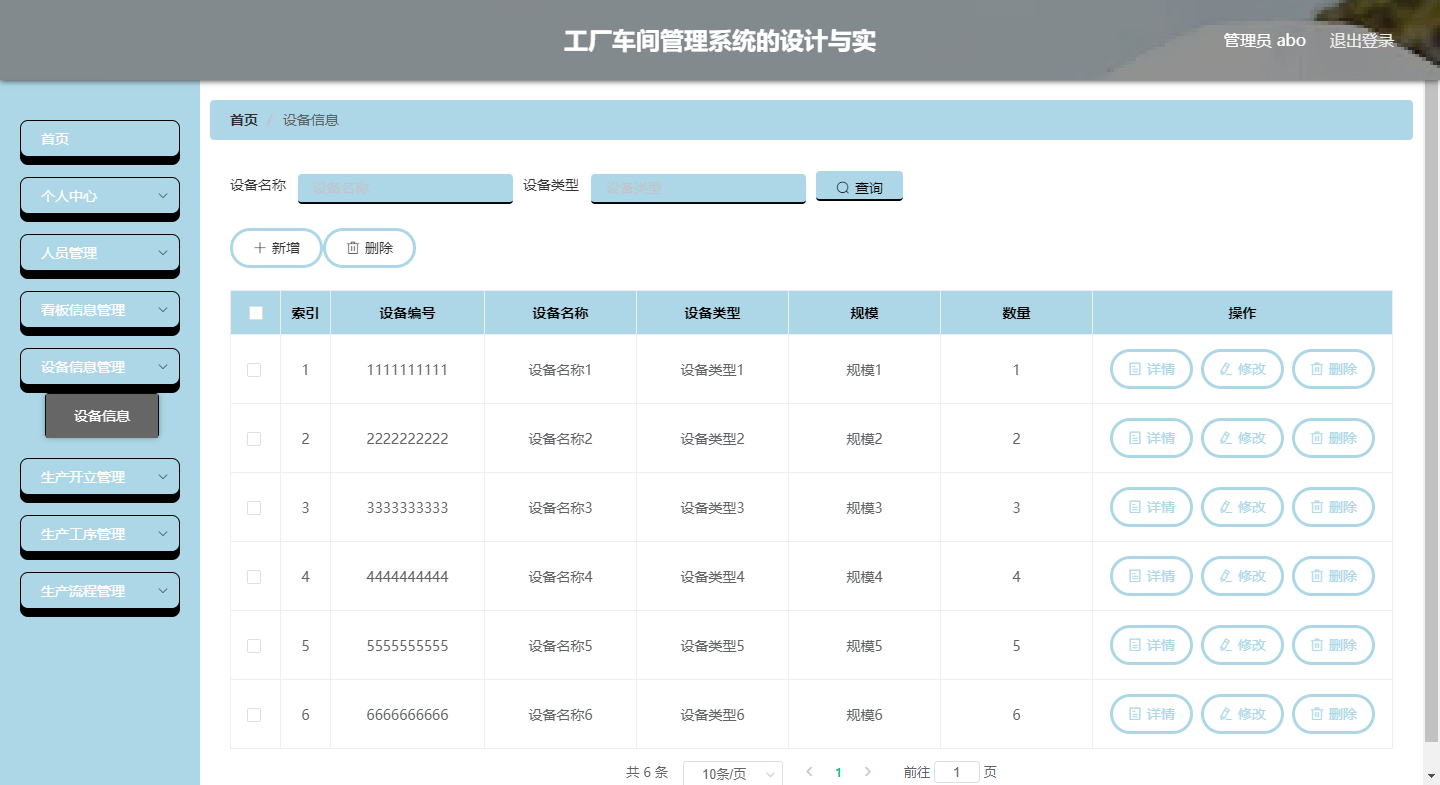 工厂车间管理系统的设计与实
管理员 abo 退出登录
首页
个人中心
人员管理
看板信息管理
设备信息管理
设备信息
生产开立管理
生产工序管理
生产流程管理
首页 / 设备信息
设备名称 设备名称 设备类型 设备类型 查询
新增 删除
索引 设备编号 设备名称 设备类型 规模 数量 操作
1 1111111111 设备名称1 设备类型1 规模1 1 详情 修改 删除
2 2222222222 设备名称2 设备类型2 规模2 2 详情 修改 删除
3 3333333333 设备名称3 设备类型3 规模3 3 详情 修改 删除
4 4444444444 设备名称4 设备类型4 规模4 4 详情 修改 删除
5 5555555555 设备名称5 设备类型5 规模5 5 详情 修改 删除
6 6666666666 设备名称6 设备类型6 规模6 6 详情 修改 删除
共 6 条 10条/页 1 前往 1 页